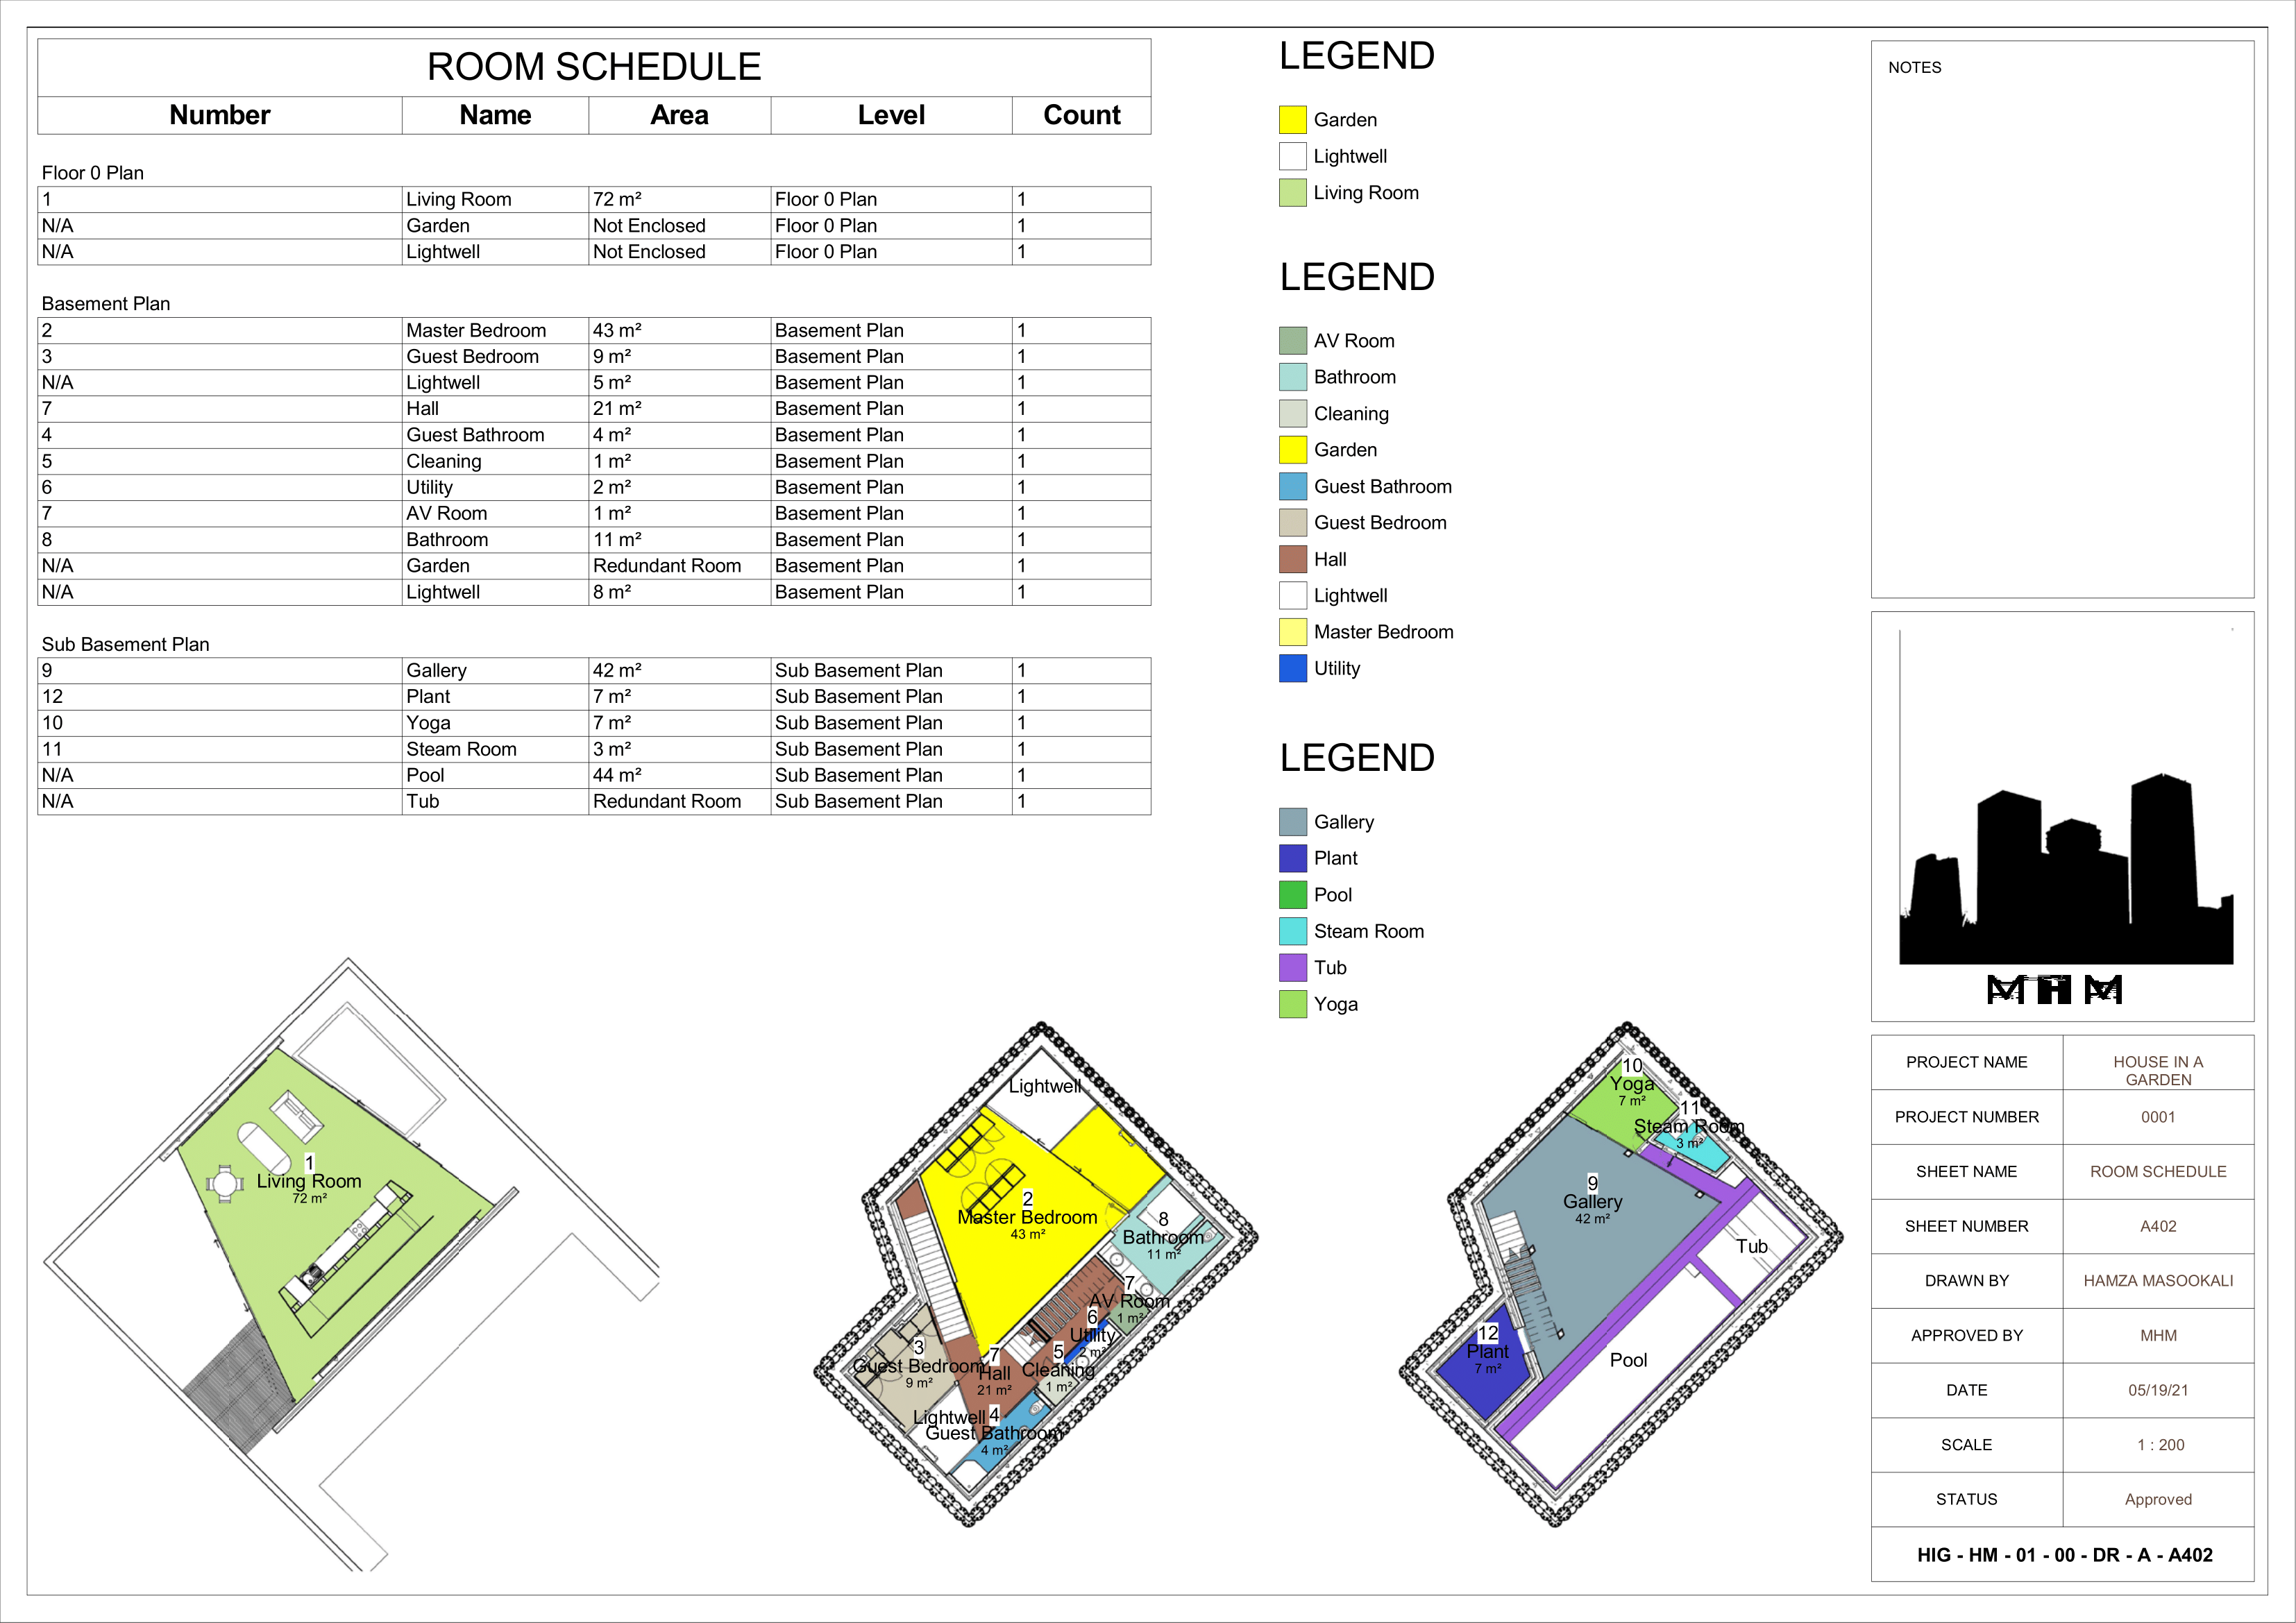 ROOM SCHEDULE
Number Name Area Level Count
Floor 0 Plan
1 Living Room 72 m² Floor 0 Plan 1
N/A Garden Not Enclosed Floor 0 Plan 1
N/A Lightwell Not Enclosed Floor 0 Plan 1
Basement Plan
2 Master Bedroom 43 m² Basement Plan 1
3 Guest Bedroom 9 m² Basement Plan 1
N/A Lightwell 5 m² Basement Plan 1
7 Hall 21 m² Basement Plan 1
4 Guest Bathroom 4 m² Basement Plan 1
5 Cleaning 1 m² Basement Plan 1
6 Utility 2 m² Basement Plan 1
7 AV Room 1 m² Basement Plan 1
8 Bathroom 11 m² Basement Plan 1
N/A Garden Redundant Room Basement Plan 1
N/A Lightwell 8 m² Basement Plan 1
Sub Basement Plan
9 Gallery 42 m² Sub Basement Plan 1
12 Plant 7 m² Sub Basement Plan 1
10 Yoga 7 m² Sub Basement Plan 1
11 Steam Room 3 m² Sub Basement Plan 1
N/A Pool 44 m² Sub Basement Plan 1
N/A Tub Redundant Room Sub Basement Plan 1
LEGEND
Garden
Lightwell
Living Room
LEGEND
AV Room
Bathroom
Cleaning
Garden
Guest Bathroom
Guest Bedroom
Hall
Lightwell
Master Bedroom
Utility
LEGEND
Gallery
Plant
Pool
Steam Room
Tub
Yoga
1
Living Room
72 m²
Lightwell
2
Master Bedroom
43 m²
8
Bathroom
11 m²
7
AV Room
1 m²
6
Utility
2 m²
5
Cleaning
1 m²
3
Guest Bedroom
9 m²
7
Hall
21 m²
Lightwell
4
Guest Bathroom
4 m²
10
Yoga
7 m²
11
Steam Room
3 m²
9
Gallery
42 m²
Tub
12
Plant
7 m²
Pool
NOTES
MHM
PROJECT NAME HOUSE IN A
GARDEN
PROJECT NUMBER 0001
SHEET NAME ROOM SCHEDULE
SHEET NUMBER A402
DRAWN BY HAMZA MASOOKALI
APPROVED BY MHM
DATE 05/19/21
SCALE 1 : 200
STATUS Approved
HIG - HM - 01 - 00 - DR - A - A402